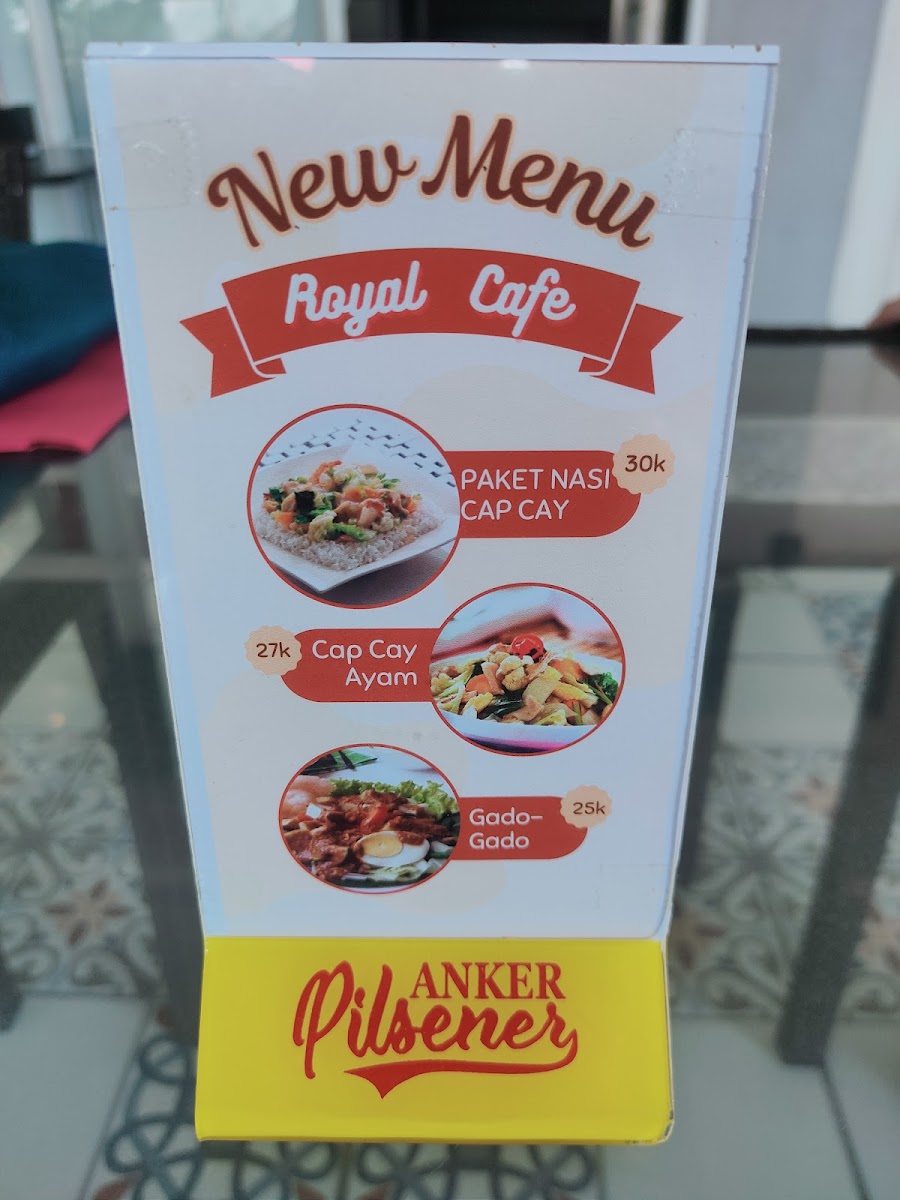 New Menu
Royal Cafe
PAKET NASI
CAP CAY
30k
27k
Cap Cay
Ayam
Gado-
Gado
25k
ANKER
Pilsener